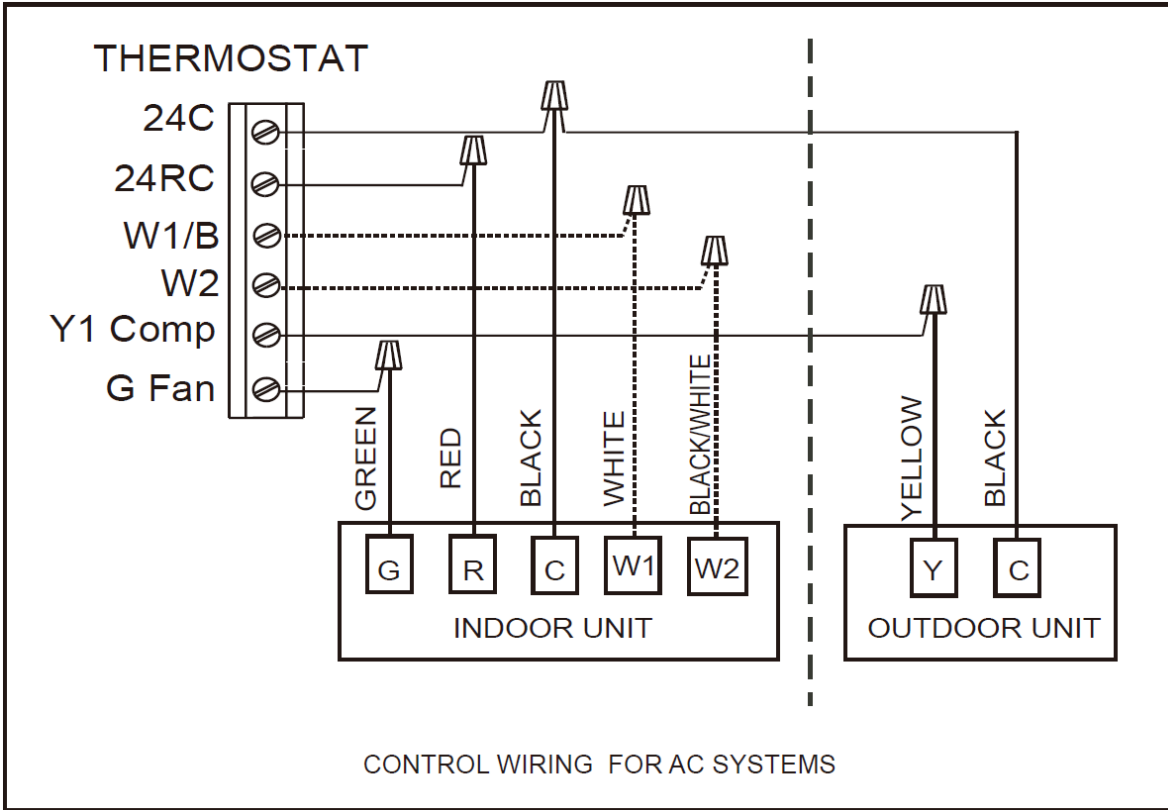 THERMOSTAT
24C
24RC
W1/B
W2
Y1 Comp
G Fan
GREEN
RED
BLACK
WHITE
BLACK/WHITE
YELLOW
BLACK
G
R
C
W1
W2
Y
C
INDOOR UNIT
OUTDOOR UNIT
CONTROL WIRING FOR AC SYSTEMS